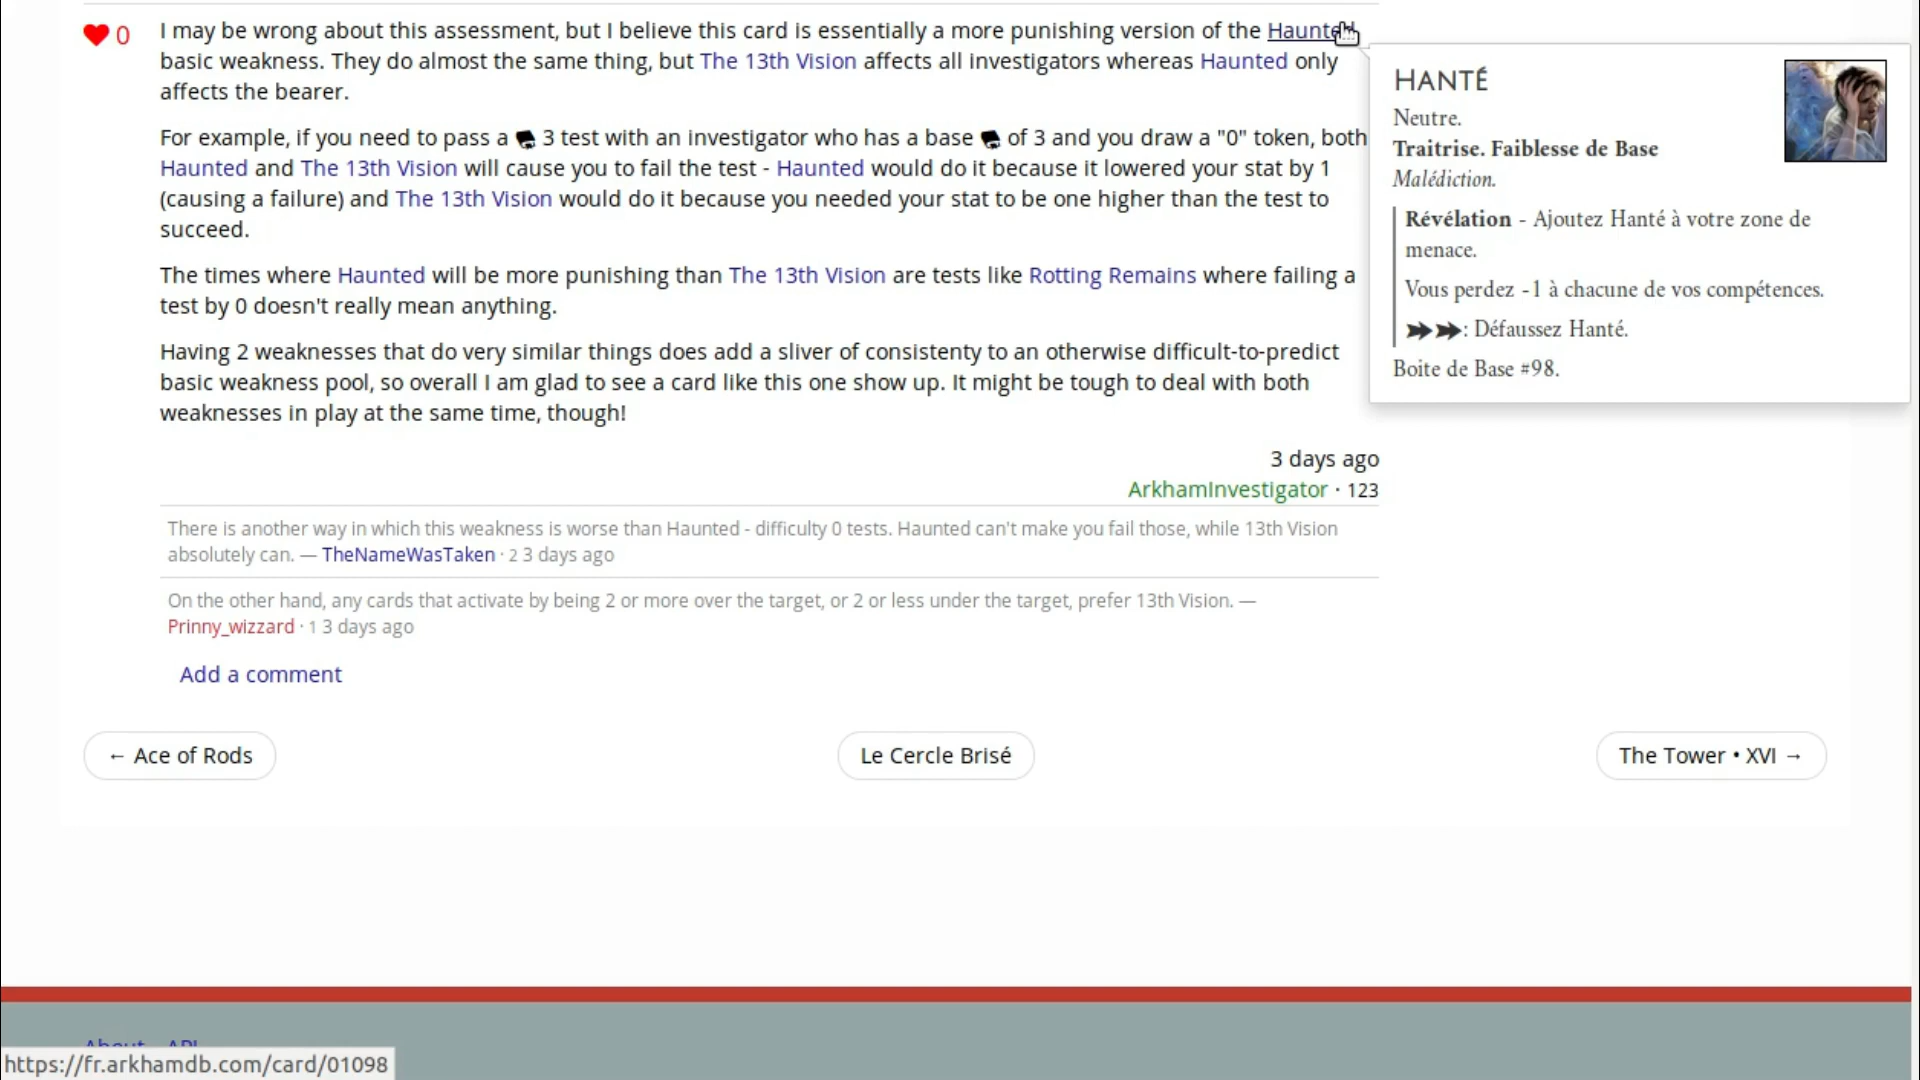 0
I may be wrong about this assessment, but I believe this card is essentially a more punishing version of the Haunted
basic weakness. They do almost the same thing, but The 13th Vision affects all investigators whereas Haunted only
affects the bearer.
For example, if you need to pass a 3 test with an investigator who has a base of 3 and you draw a "0" token, both
Haunted and The 13th Vision will cause you to fail the test - Haunted would do it because it lowered your stat by 1
(causing a failure) and The 13th Vision would do it because you needed your stat to be one higher than the test to
succeed.
The times where Haunted will be more punishing than The 13th Vision are tests like Rotting Remains where failing a
test by 0 doesn't really mean anything.
Having 2 weaknesses that do very similar things does add a sliver of consistenty to an otherwise difficult-to-predict
basic weakness pool, so overall I am glad to see a card like this one show up. It might be tough to deal with both
weaknesses in play at the same time, though!
3 days ago
ArkhamInvestigator · 123
There is another way in which this weakness is worse than Haunted - difficulty 0 tests. Haunted can't make you fail those, while 13th Vision
absolutely can. — TheNameWasTaken · 2 3 days ago
On the other hand, any cards that activate by being 2 or more over the target, or 2 or less under the target, prefer 13th Vision. —
Prinny_wizzard · 1 3 days ago
Add a comment
HANTÉ
Neutre.
Traitrise. Faiblesse de Base
Malédiction.
Révélation - Ajoutez Hanté à votre zone de
menace.
Vous perdez -1 à chacune de vos compétences.
: Défaussez Hanté.
Boite de Base #98.
← Ace of Rods
Le Cercle Brisé
The Tower • XVI →
About API
https://fr.arkhamdb.com/card/01098